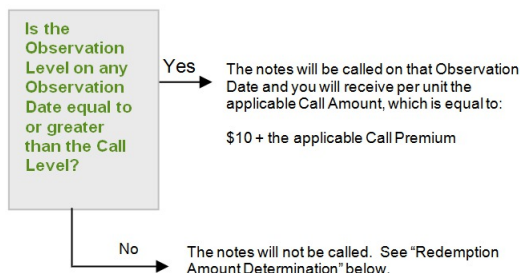 Is the
Observation
Level on any
Observation
Date equal to
or greater
than the Call
Level?
Yes
The notes will be called on that Observation
Date and you will receive per unit the
applicable Call Amount, which is equal to:
$10 + the applicable Call Premium
No
The notes will not be called. See “Redemption
Amount Determination” below.